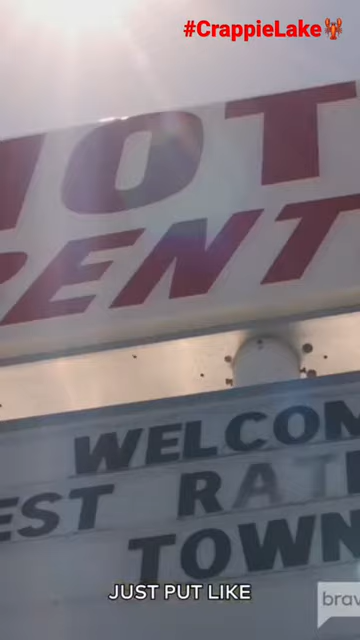 #CrappieLake🦞
OT
ENT
WELCOM
EST RAT
TOWN
JUST PUT LIKE
brav